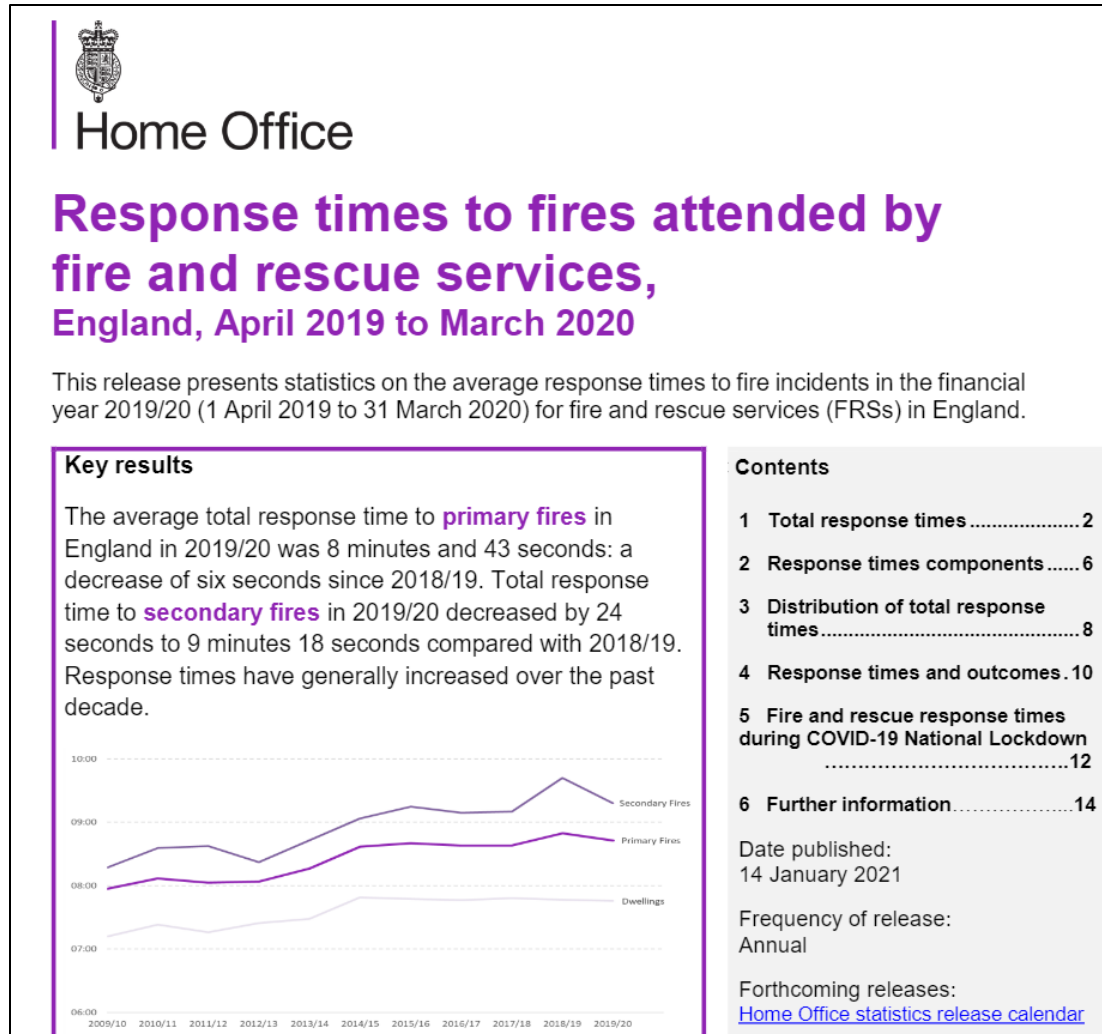 Home Office
Response times to fires attended by
fire and rescue services,
England, April 2019 to March 2020
This release presents statistics on the average response times to fire incidents in the financial
year 2019/20 (1 April 2019 to 31 March 2020) for fire and rescue services (FRSs) in England.
Key results
The average total response time to primary fires in
England in 2019/20 was 8 minutes and 43 seconds: a
decrease of six seconds since 2018/19. Total response
time to secondary fires in 2019/20 decreased by 24
seconds to 9 minutes 18 seconds compared with 2018/19.
Response times have generally increased over the past
decade.
10:00
09:00
08:00
07:00
06:00
Secondary Fires
Primary Fires
Dwellings
2009/10 2010/11 2011/12 2012/13 2013/14 2014/15 2015/16 2016/17 2017/18 2018/19 2019/20
Contents
1 Total response times ................... 2
2 Response times components ...... 6
3 Distribution of total response
times ............................................. 8
4 Response times and outcomes . 10
5 Fire and rescue response times
during COVID-19 National Lockdown
.................................... 12
6 Further information .................... 14
Date published:
14 January 2021
Frequency of release:
Annual
Forthcoming releases:
Home Office statistics release calendar